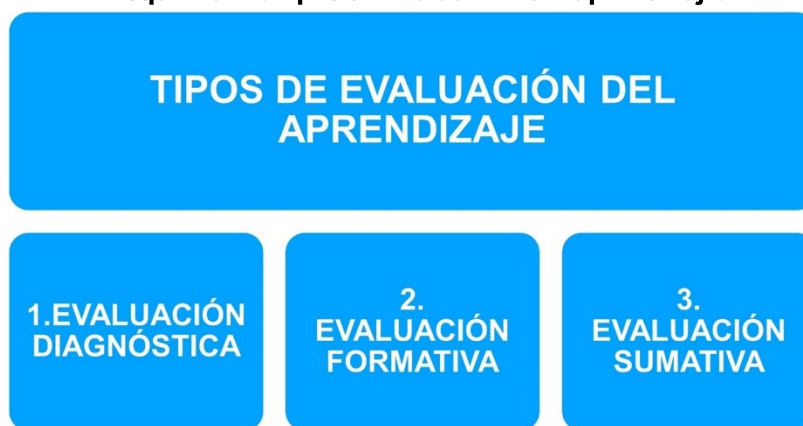 TIPOS DE EVALUACIÓN DEL
APRENDIZAJE
1.EVALUACIÓN
DIAGNÓSTICA
2.
EVALUACIÓN
FORMATIVA
3.
EVALUACIÓN
SUMATIVA